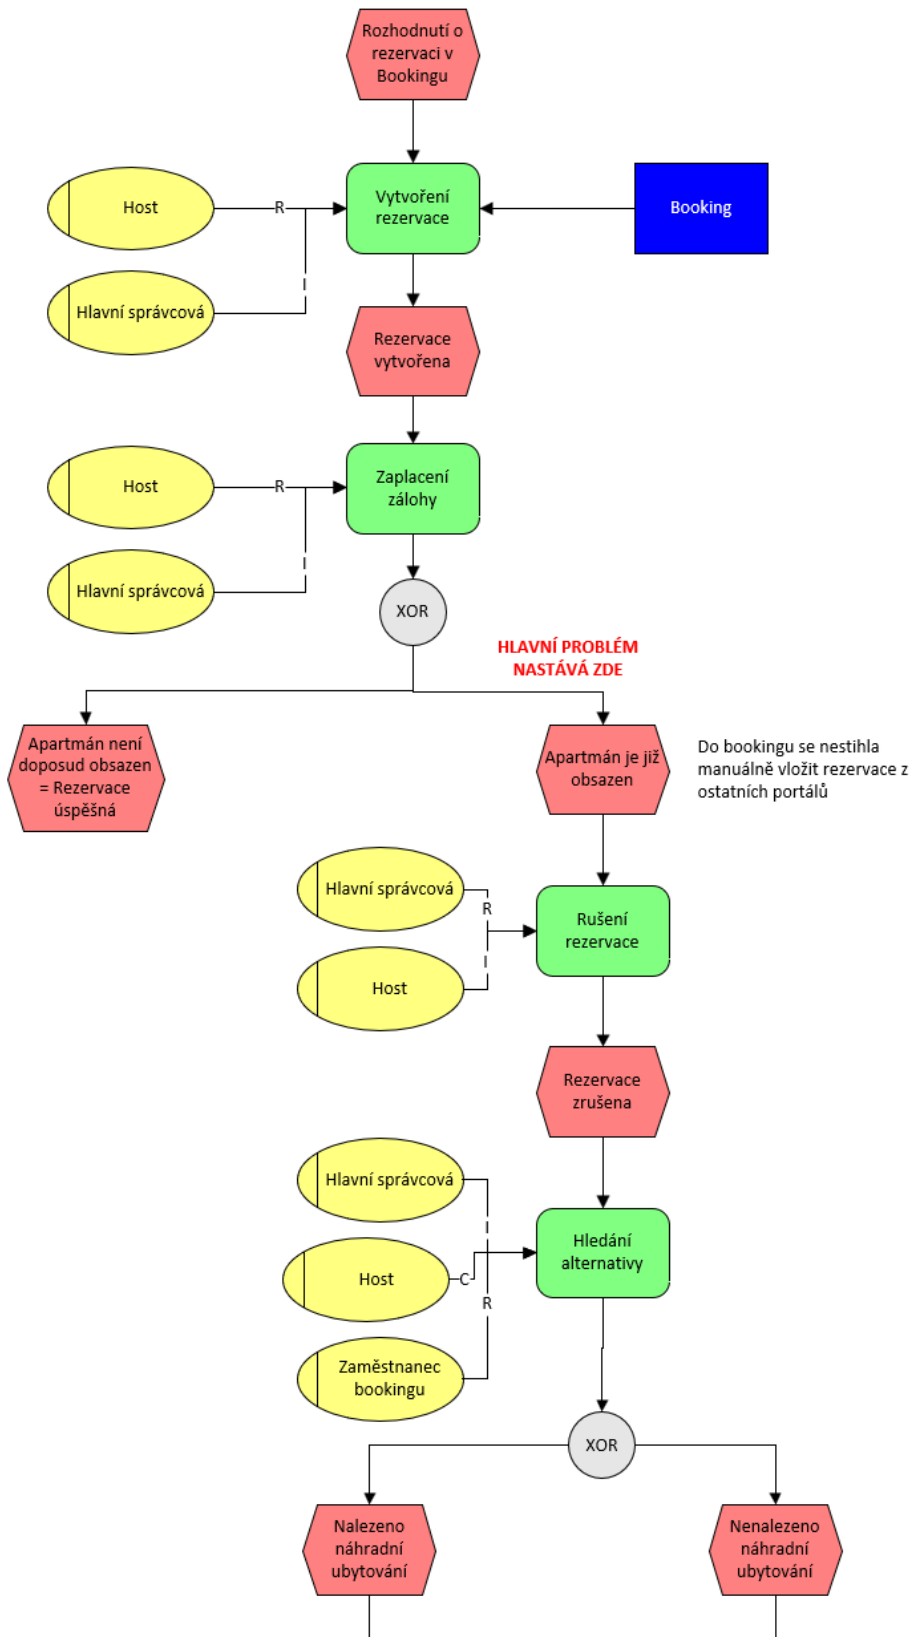 Rozhodnutí o
rezervaci v
Bookingu
Host
R
Vytvoření
rezervace
Booking
Hlavní správcová
I
Rezervace
vytvořena
Host
R
Zaplacení
zálohy
Hlavní správcová
I
XOR
HLAVNÍ PROBLÉM
NASTÁVÁ ZDE
Apartmán není
doposud obsazen
= Rezervace
úspěšná
Apartmán je již
obsazen
Do bookingu se nestihla
manuálně vložit rezervace z
ostatních portálů
Hlavní správcová
R
Rušení
rezervace
I
Host
Rezervace
zrušena
Hlavní správcová
I
Hledání
alternativy
Host
C
R
Zaměstnanec
bookingu
XOR
Nalezeno
náhradní
ubytování
Nenalezeno
náhradní
ubytování